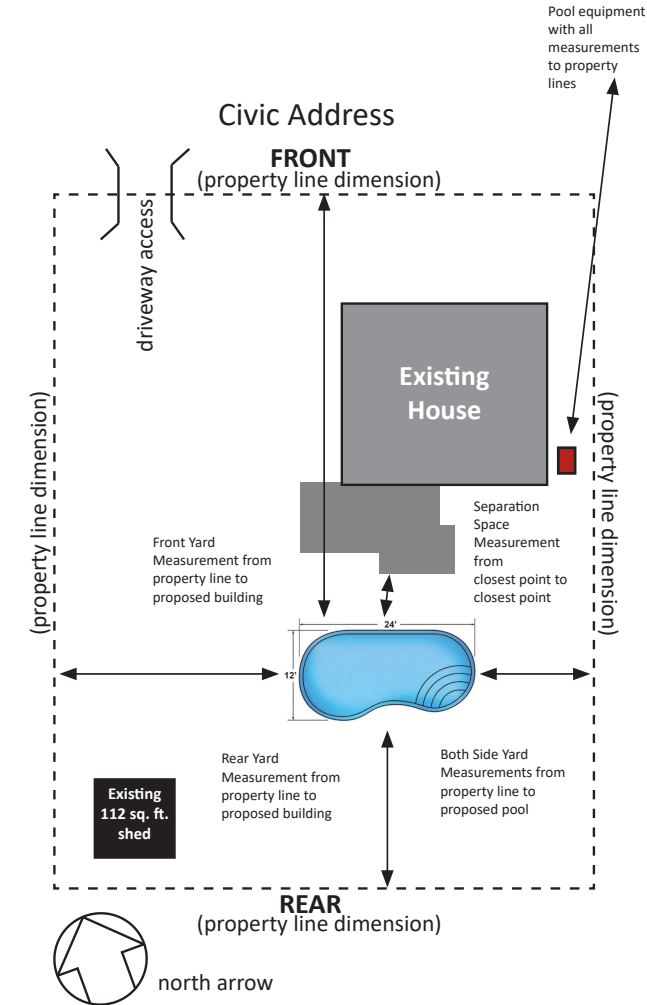 Pool equipment
with all
measurements
to property
lines
Civic Address
FRONT
(property line dimension)
driveway access
Existing
House
(property line dimension)
(property line dimension)
Separation
Space
Measurement
from
closest point to
closest point
Front Yard
Measurement from
property line to
proposed building
24'
12'
Rear Yard
Measurement from
property line to
proposed building
Both Side Yard
Measurements from
property line to
proposed pool
Existing
112 sq. ft.
shed
REAR
(property line dimension)
north arrow